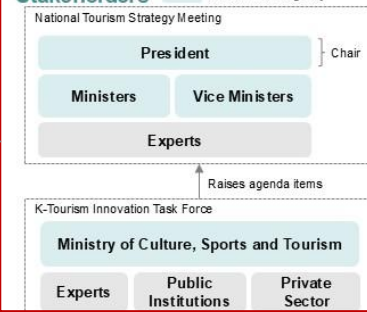 Stakeholders
National Tourism Strategy Meeting
President
Chair
Ministers
Vice Ministers
Experts
Raises agenda items
K-Tourism Innovation Task Force
Ministry of Culture, Sports and Tourism
Experts
Public
Institutions
Private
Sector